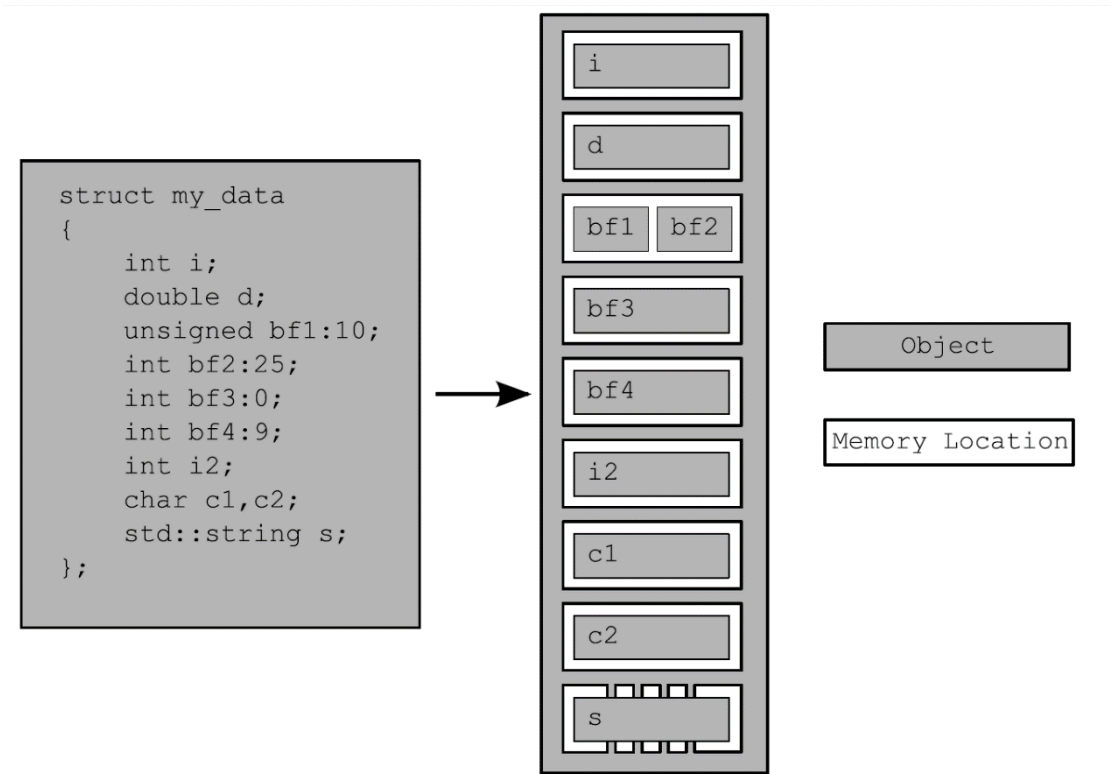 struct my_data
{
int i;
double d;
unsigned bf1:10;
int bf2:25;
int bf3:0;
int bf4:9;
int i2;
char c1,c2;
std::string s;
};
i
d
bf1 bf2
bf3
bf4
i2
c1
c2
s
Object
Memory Location